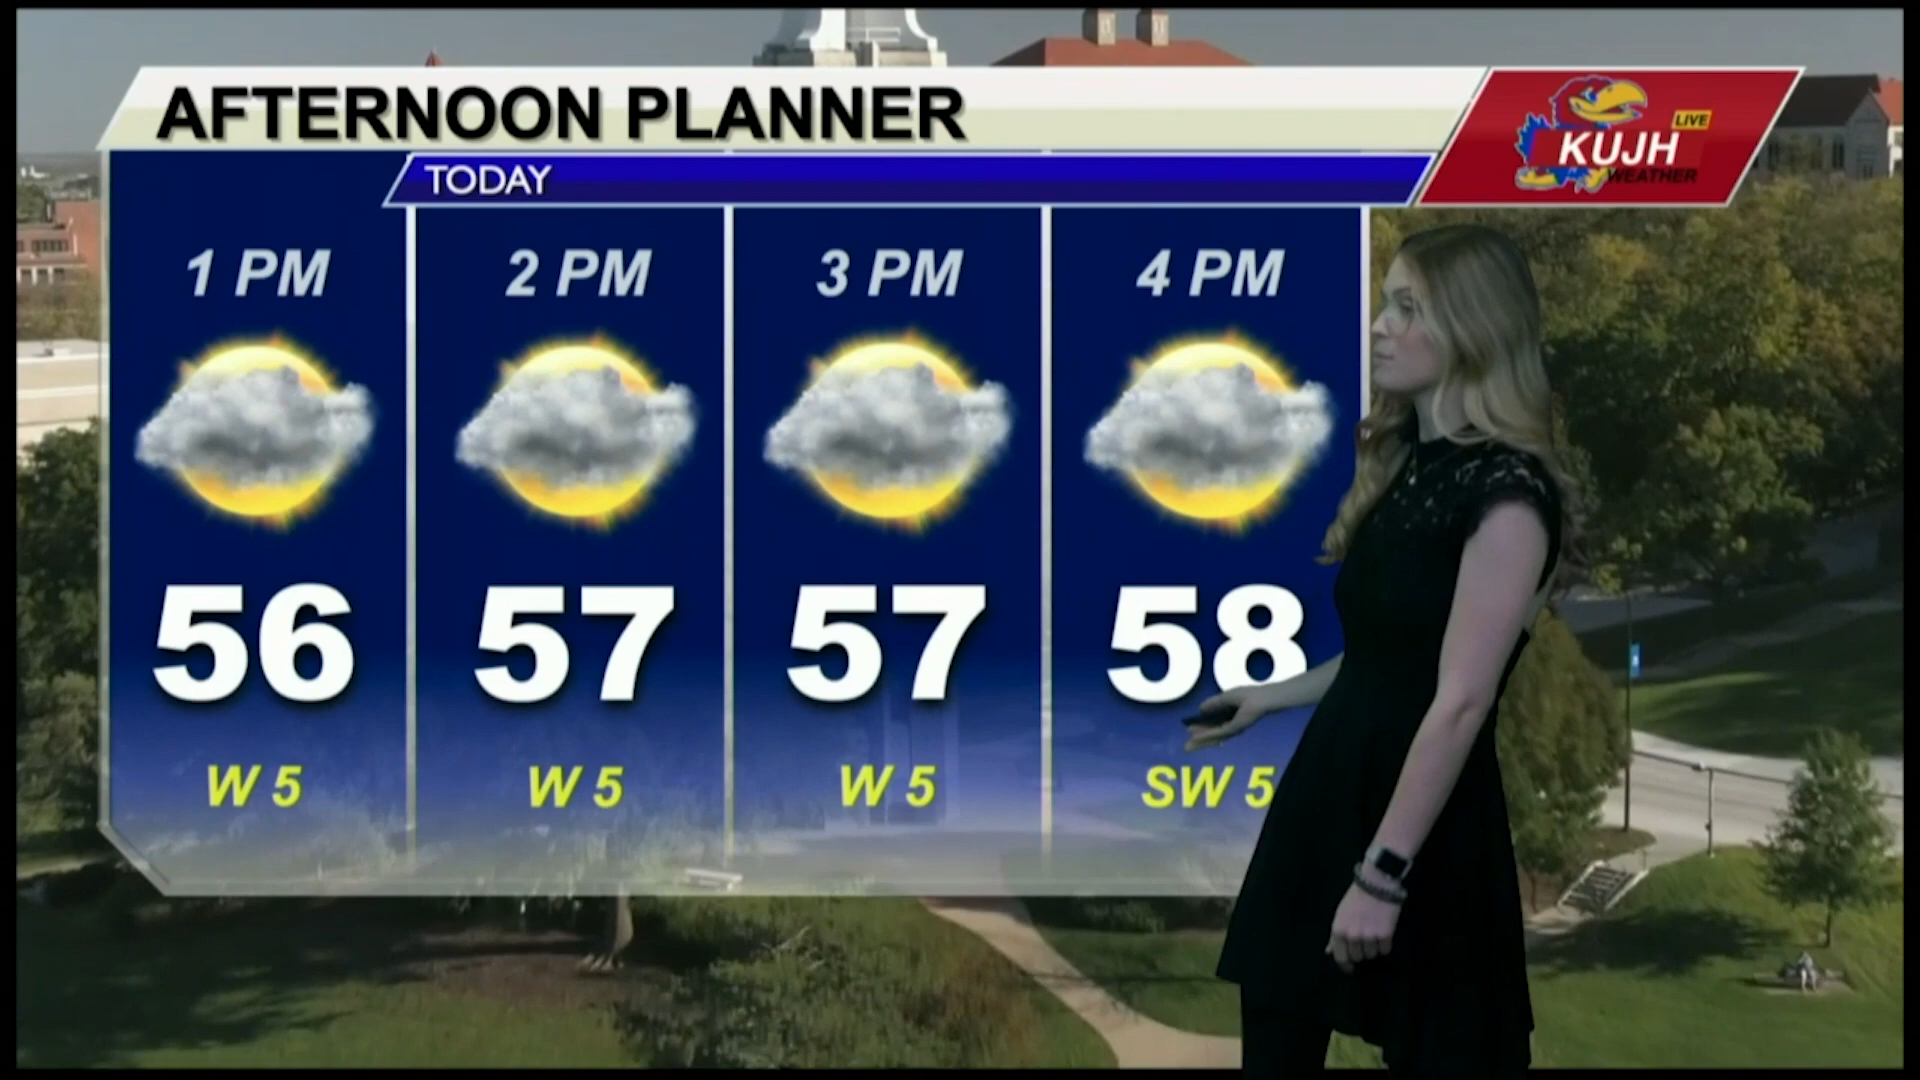 AFTERNOON PLANNER
LIVE
KUJH
WEATHER
TODAY
1 PM 2 PM 3 PM 4 PM
56 57 57 58
W 5 W 5 W 5 SW 5